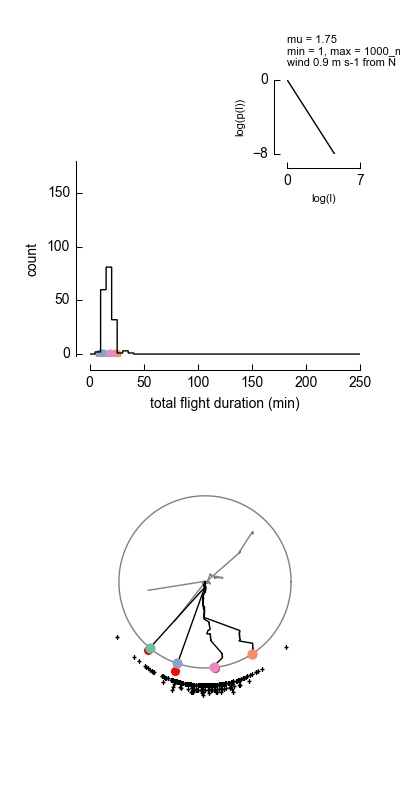 mu = 1.75
min = 1, max = 1000_m
wind 0.9 m s-1 from N
0
log(p(l))
−8
0
7
log(l)
150
100
count
50
0
0
50
100
150
200
250
total flight duration (min)